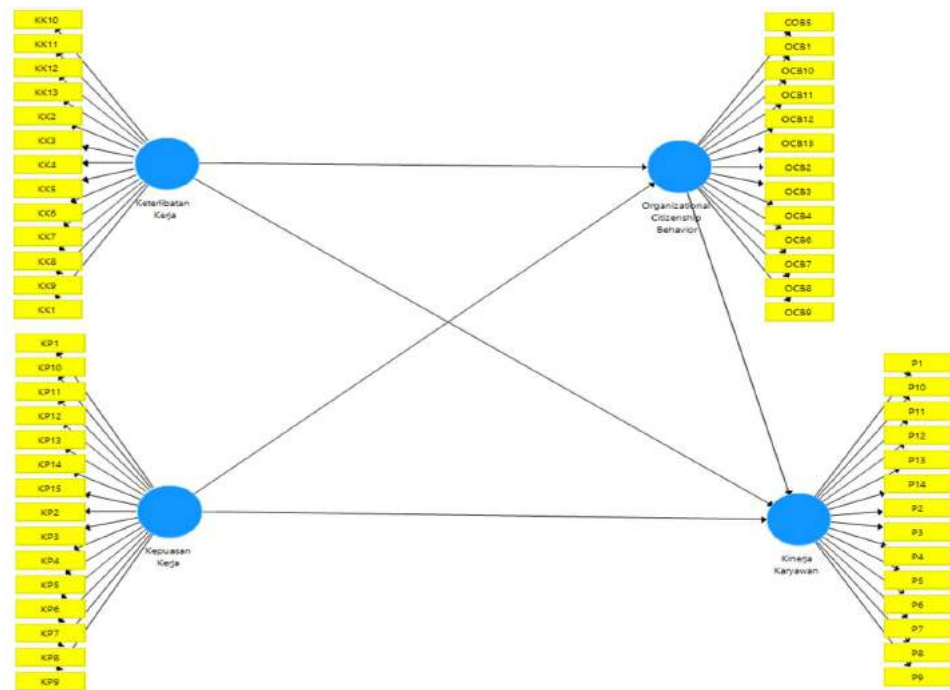 KK10
KK11
KK12
KK13
KK2
KK3
KK4
KK5
KK6
KK7
KK8
KK9
KK1
Keterlibatan
Kerja
COB5
OCB1
OCB10
OCB11
OCB12
OCB13
OCB2
OCB3
OCB4
OCB6
OCB7
OCB8
OCB9
Organizational
Citizenship
Behavior
KP1
KP10
KP11
KP12
KP13
KP14
KP15
KP2
KP3
KP4
KP5
KP6
KP7
KP8
KP9
Kepuasan
Kerja
P1
P10
P11
P12
P13
P14
P2
P3
P4
P5
P6
P7
P8
P9
Kinerja
Karyawan